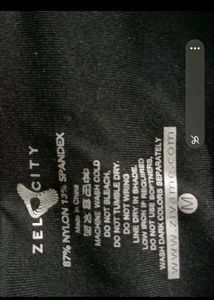 ZELOCITY
87% NYLON 13% SPANDEX
Made in China
MACHINE WASH COLD
DO NOT BLEACH.
DO NOT TUMBLE DRY.
DO NOT WRING
LINE DRY IN SHADE.
LOW IRON IF REQUIRED
DO NOT USE SOFTNERS,
WASH DARK COLORS SEPARATELY
www.zivame.com
M